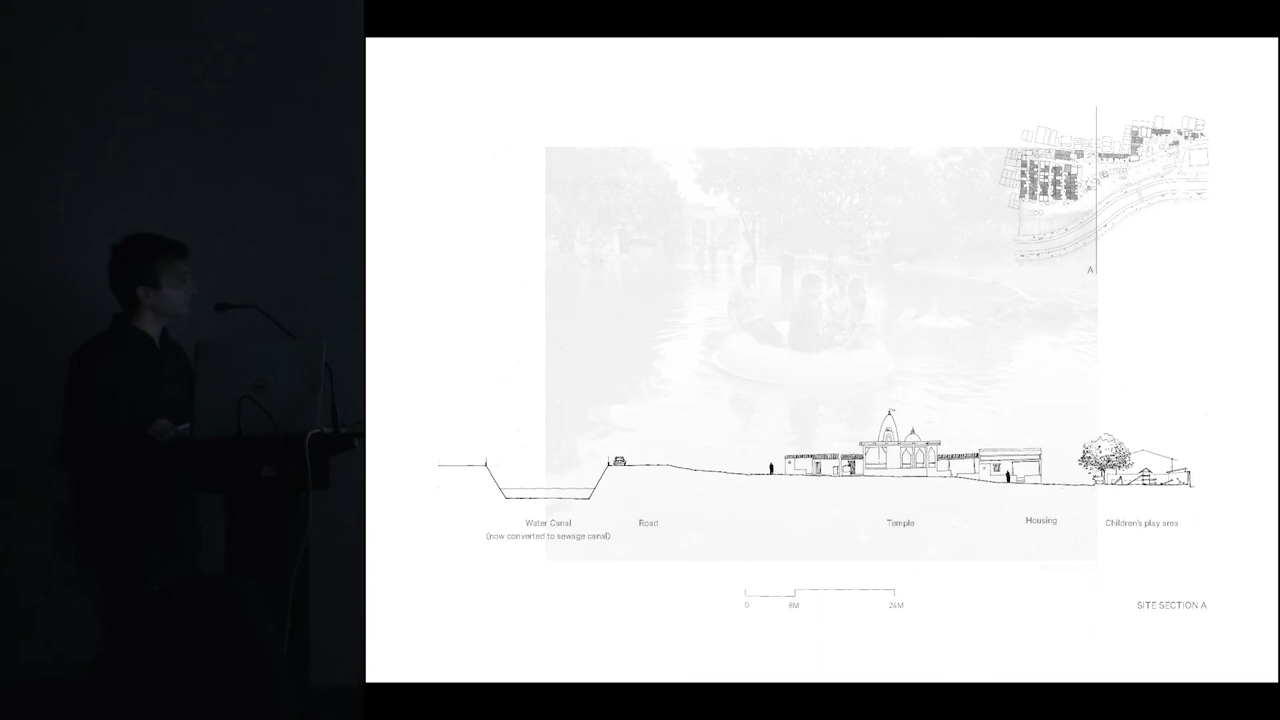 A
Water Canal
(now converted to sewage canal)
Road
Temple
Housing
Children's play area
0
8M
24M
SITE SECTION A